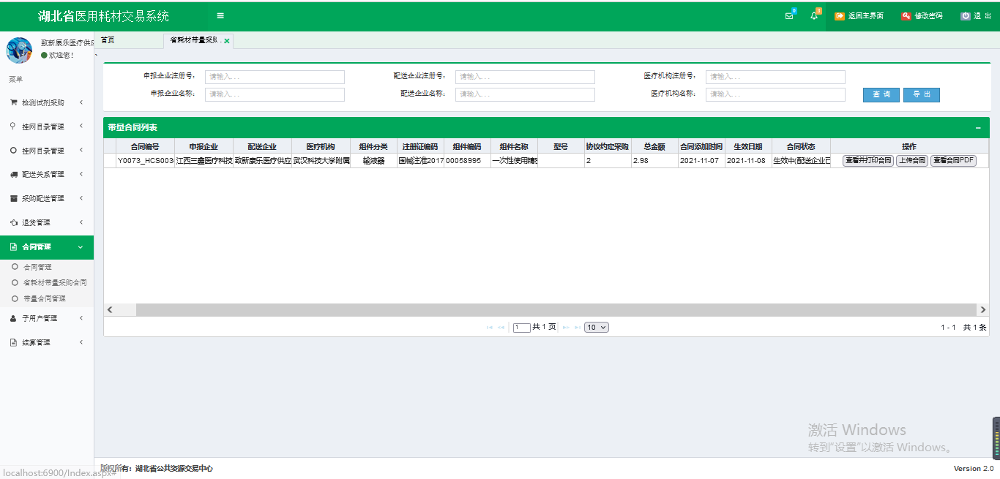 湖北省医用耗材交易系统
0
3
返回主界面
修改密码
退 出
致新康乐医疗供应
欢迎您！
首页
省耗材带量采购.
菜单
检测试剂采购
挂网目录管理
挂网目录管理
配送关系管理
采购配送管理
退货管理
合同管理
合同管理
省耗材带量采购合同
带量合同管理
子用户管理
结算管理
申报企业注册号： 请输入... 配送企业注册号： 请输入... 医疗机构注册号： 请输入...
申报企业名称： 请输入... 配送企业名称： 请输入... 医疗机构名称： 请输入... 查 询 导 出
带量合同列表
合同编号 申报企业 配送企业 医疗机构 组件分类 注册证编码 组件编码 组件名称 型号 协议约定采购 总金额 合同添加时间 生效日期 合同状态 操作
Y0073_HCS003 江西三鑫医疗科技 致新康乐医疗供应 武汉科技大学附属 输液器 国械注准2017 00058995 一次性使用精密 2 2.98 2021-11-07 2021-11-08 生效中(配送企业已 查看并打印合同 上传合同 查看合同PDF
1 共 1 页 10 1 - 1 共 1 条
激活 Windows
转到"设置"以激活 Windows。
版权所有：湖北省公共资源交易中心
Version 2.0
localhost:6900/Index.aspx#